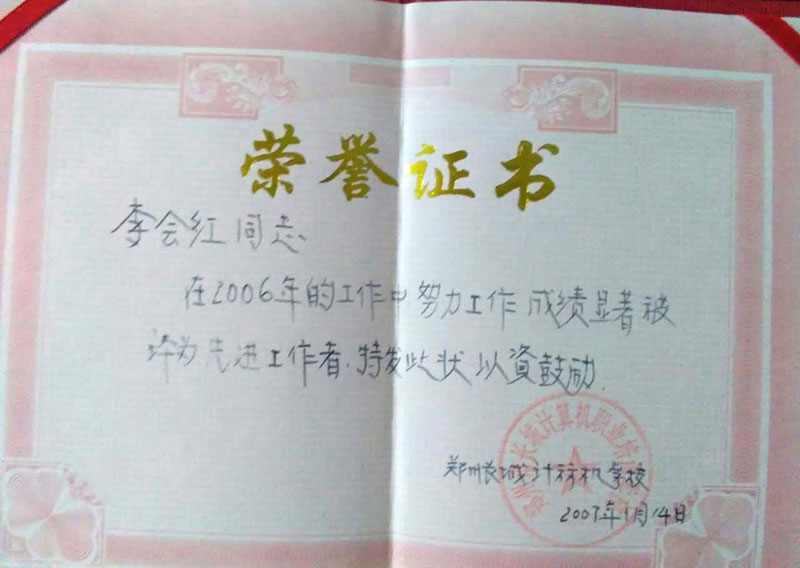 荣誉证书
李会红同志
在2006年的工作中努力工作成绩显著被
评为先进工作者.特发此状以资鼓励.
郑州长城计算机学校
2007年1月14日